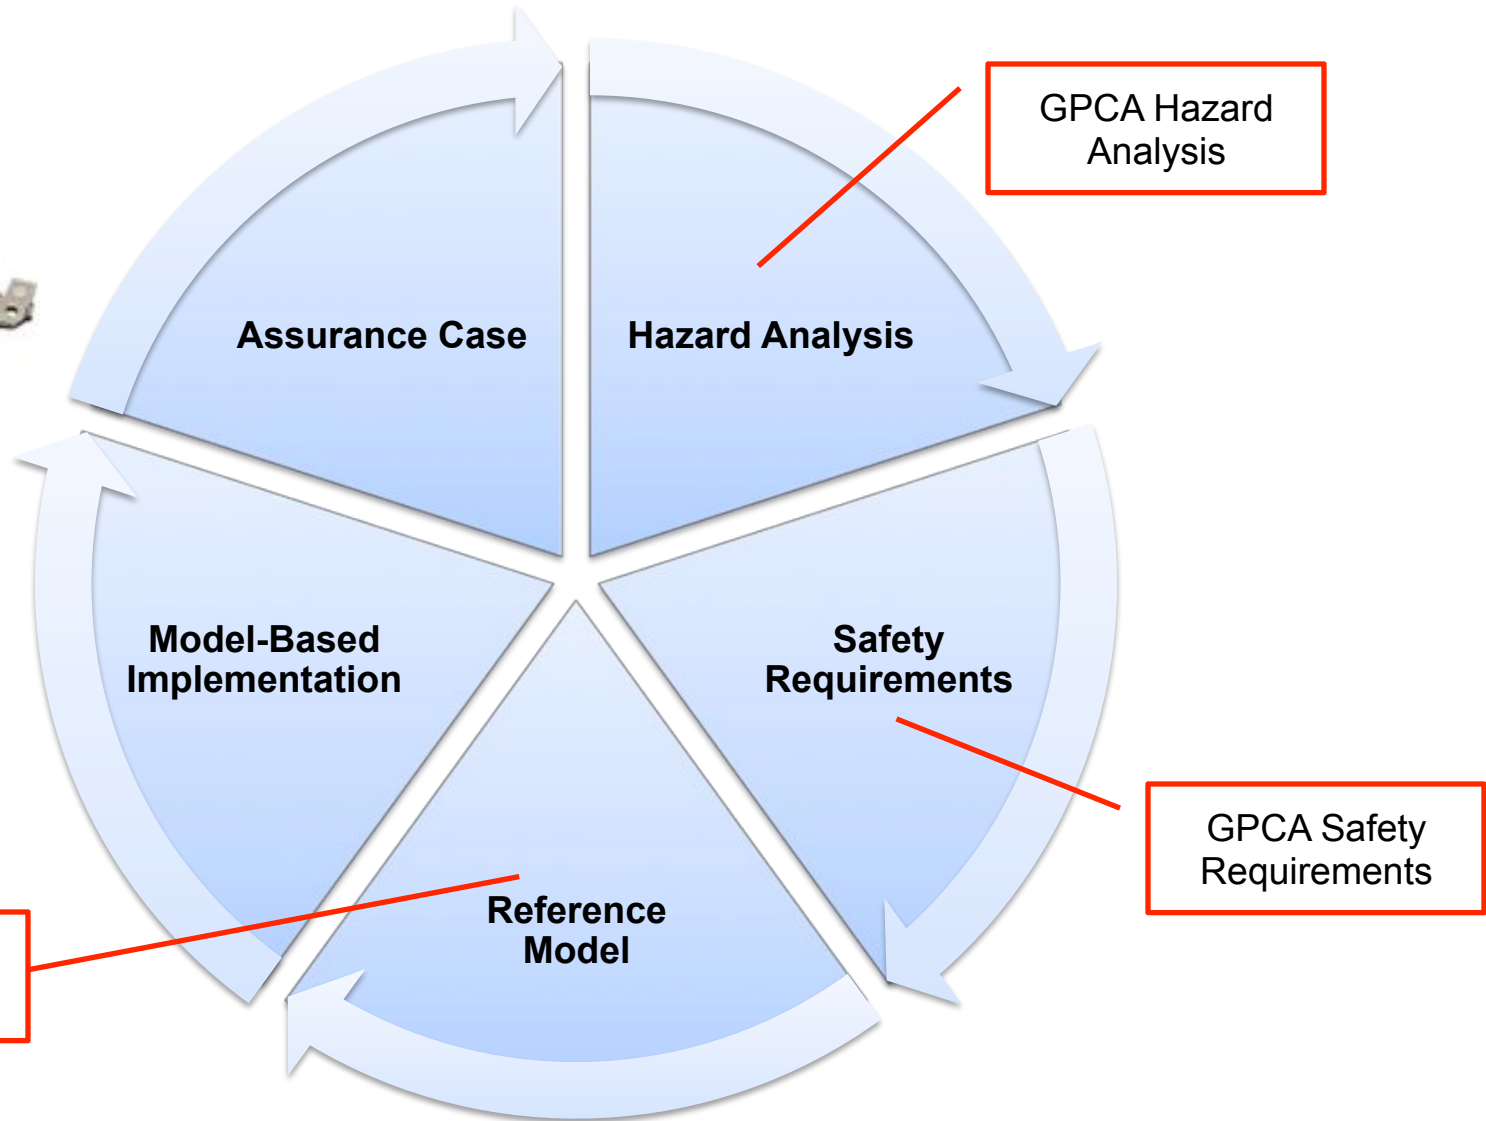 GPCA Hazard
Analysis
Assurance Case
Hazard Analysis
Model-Based
Implementation
Safety
Requirements
GPCA Safety
Requirements
Reference
Model